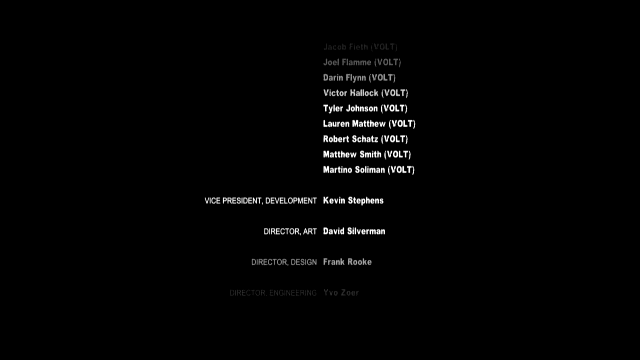 Jacob Fieth (VOLT)
Joel Flamme (VOLT)
Darin Flynn (VOLT)
Victor Hallock (VOLT)
Tyler Johnson (VOLT)
Lauren Matthew (VOLT)
Robert Schatz (VOLT)
Matthew Smith (VOLT)
Martino Soliman (VOLT)
VICE PRESIDENT, DEVELOPMENT Kevin Stephens
DIRECTOR, ART David Silverman
DIRECTOR, DESIGN Frank Rooke
DIRECTOR, ENGINEERING Yvo Zoer